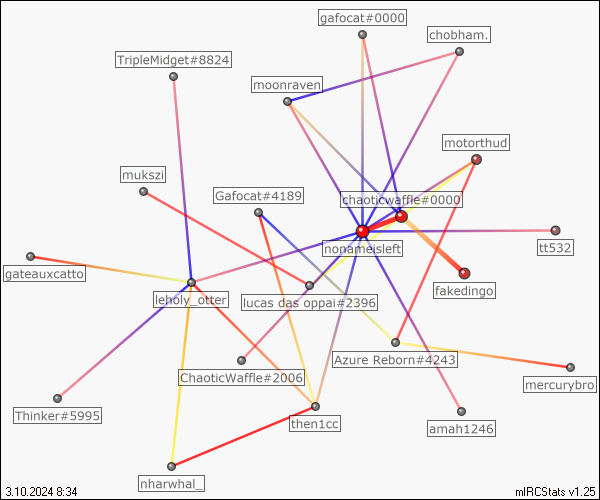 gafocat#0000
chobham.
TripleMidget#8824
moonraven
motorthud
mukszi
Gafocat#4189
chaoticwaffle#0000
nonameisleft
tt532
gateauxcatto
leholy_otter
lucas das oppai#2396
fakedingo
Azure Reborn#4243
ChaoticWaffle#2006
mercurybro
Thinker#5995
then1cc
amah1246
nharwhal_
3.10.2024 8:34
mIRCStats v1.25